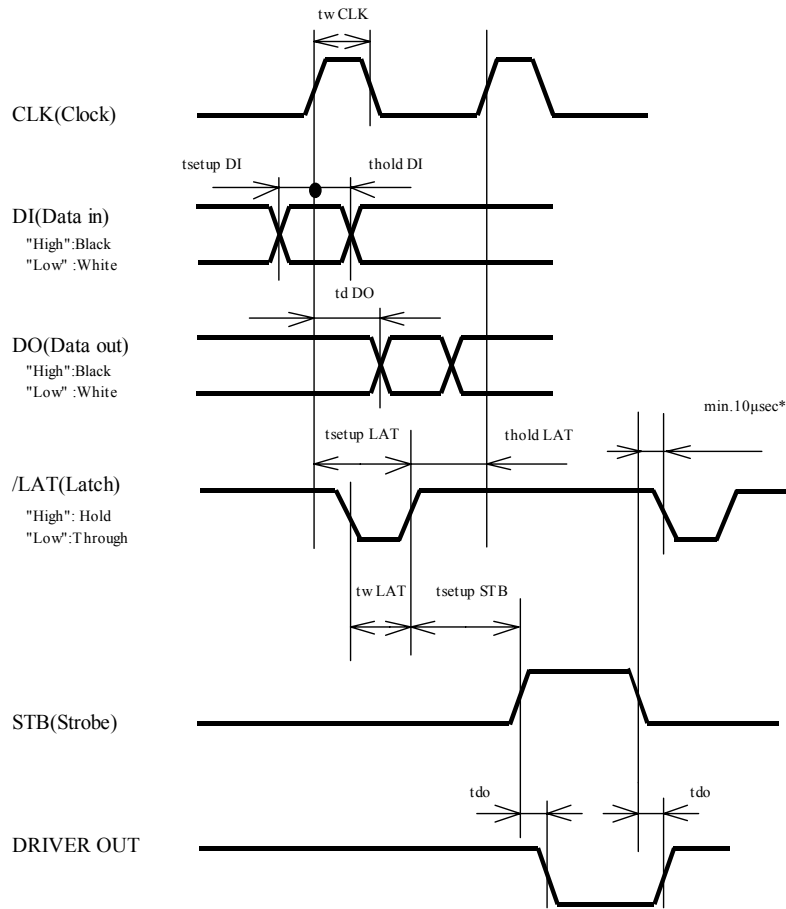 tw CLK
CLK(Clock)
tsetup DI
thold DI
DI(Data in)
"High":Black
"Low" :White
td DO
DO(Data out)
"High":Black
"Low" :White
min.10μsec*
tsetup LAT
thold LAT
/LAT(Latch)
"High": Hold
"Low":Through
tw LAT
tsetup STB
STB(Strobe)
tdo
tdo
DRIVER OUT